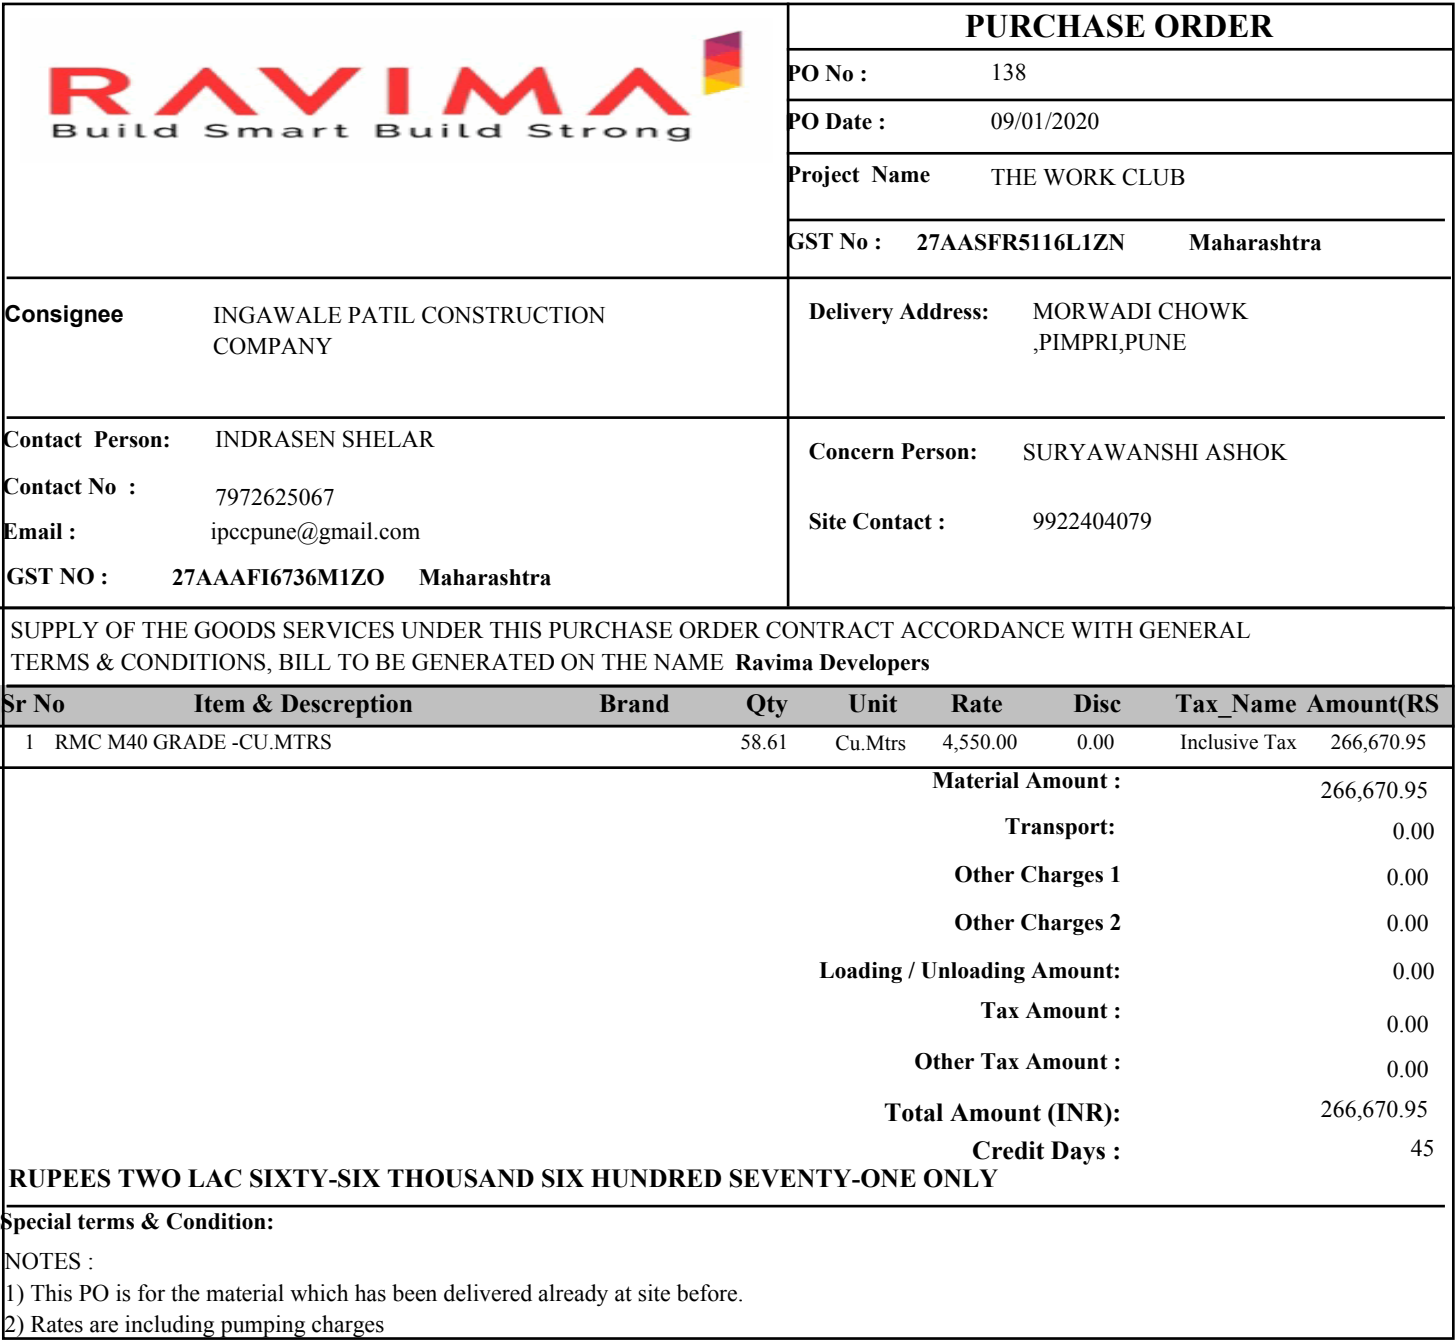 RAVIMA
Build Smart Build Strong
PURCHASE ORDER
PO No : 138
PO Date : 09/01/2020
Project Name THE WORK CLUB
GST No : 27AASFR5116L1ZN Maharashtra
Consignee INGAWALE PATIL CONSTRUCTION
COMPANY
Delivery Address: MORWADI CHOWK
,PIMPRI,PUNE
Contact Person: INDRASEN SHELAR
Contact No : 7972625067
Email : ipccpune@gmail.com
GST NO : 27AAAFI6736M1ZO Maharashtra
Concern Person: SURYAWANSHI ASHOK
Site Contact : 9922404079
SUPPLY OF THE GOODS SERVICES UNDER THIS PURCHASE ORDER CONTRACT ACCORDANCE WITH GENERAL
TERMS & CONDITIONS, BILL TO BE GENERATED ON THE NAME Ravima Developers
Sr No Item & Descreption Brand Qty Unit Rate Disc Tax_Name Amount(RS
1 RMC M40 GRADE -CU.MTRS 58.61 Cu.Mtrs 4,550.00 0.00 Inclusive Tax 266,670.95
Material Amount : 266,670.95
Transport: 0.00
Other Charges 1 0.00
Other Charges 2 0.00
Loading / Unloading Amount: 0.00
Tax Amount : 0.00
Other Tax Amount : 0.00
Total Amount (INR): 266,670.95
Credit Days : 45
RUPEES TWO LAC SIXTY-SIX THOUSAND SIX HUNDRED SEVENTY-ONE ONLY
Special terms & Condition:
NOTES :
1) This PO is for the material which has been delivered already at site before.
2) Rates are including pumping charges